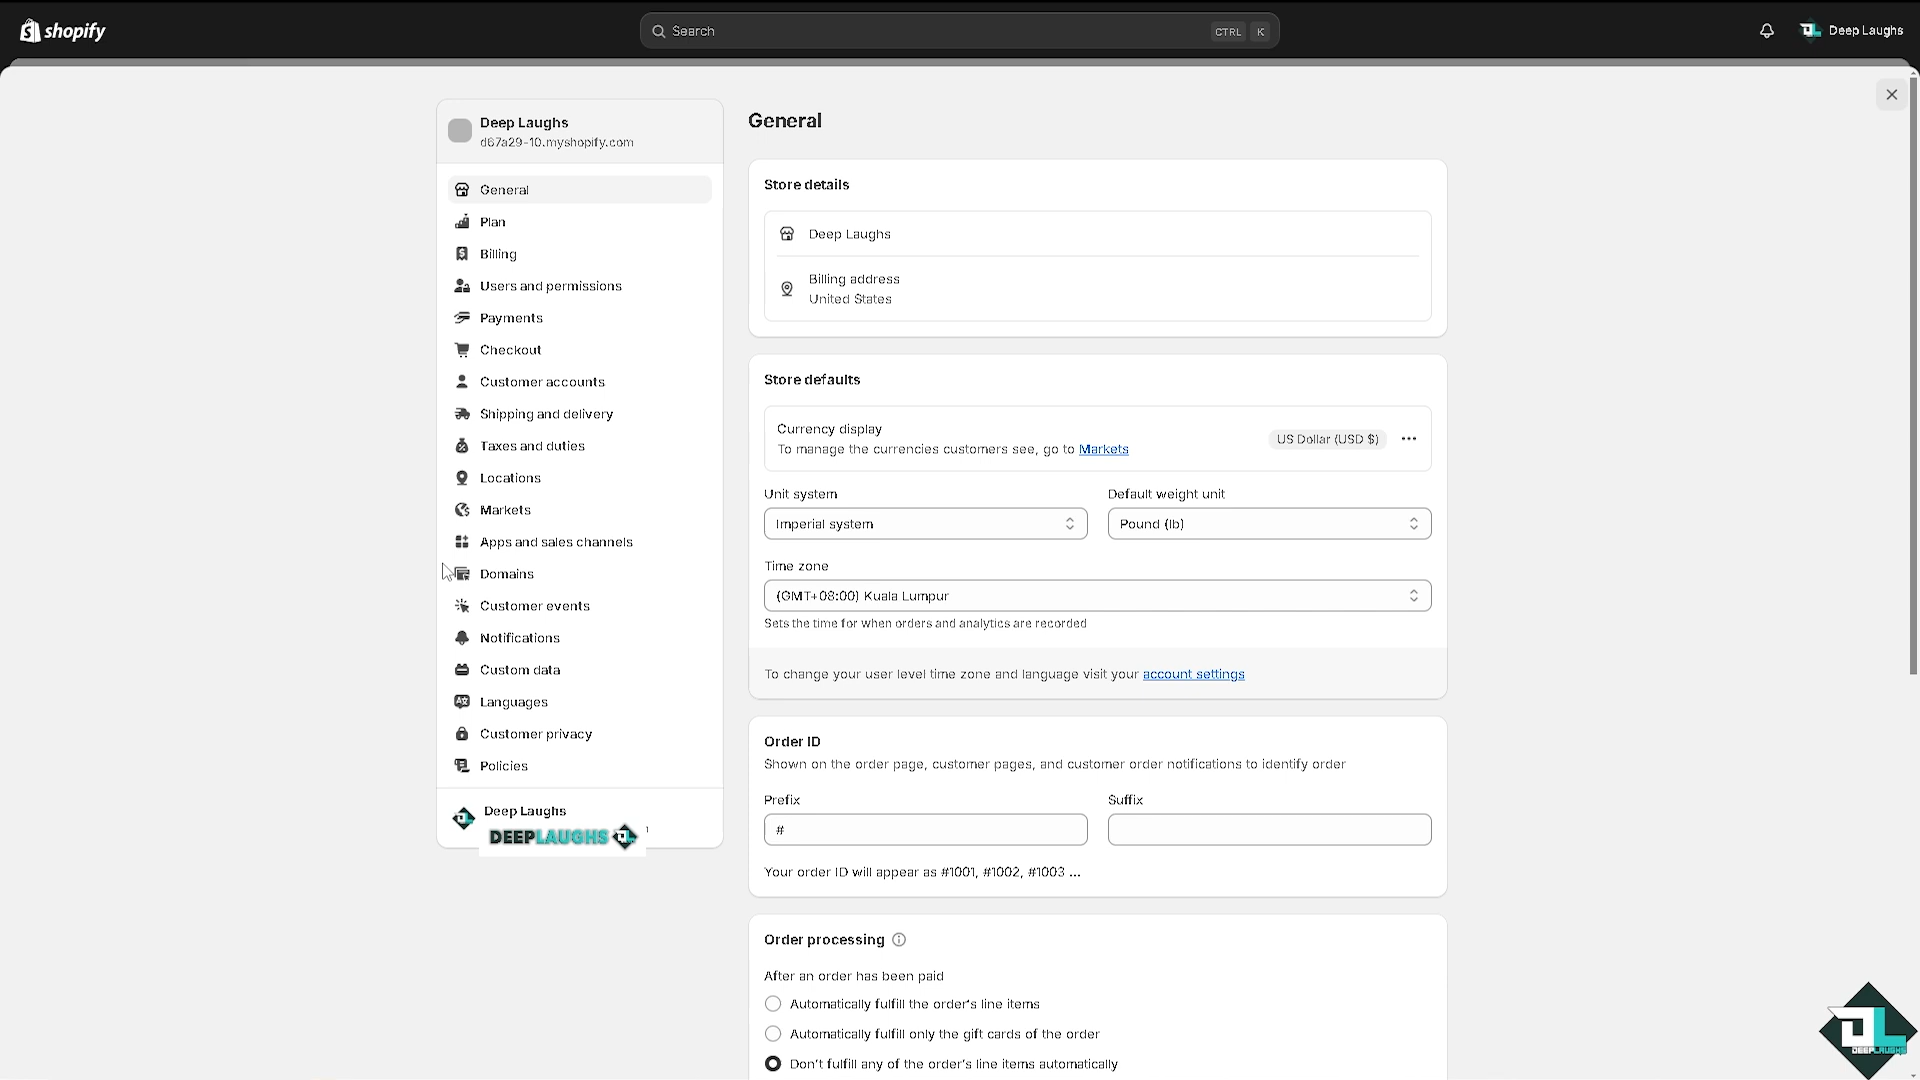 shopify
Search
CTRL K
Deep Laughs
Deep Laughs
d67a29-10.myshopify.com
General
Plan
Billing
Users and permissions
Payments
Checkout
Customer accounts
Shipping and delivery
Taxes and duties
Locations
Markets
Apps and sales channels
Domains
Customer events
Notifications
Custom data
Languages
Customer privacy
Policies
Deep Laughs
DEEPLAUGHS
General
Store details
Deep Laughs
Billing address
United States
Store defaults
Currency display
To manage the currencies customers see, go to Markets
US Dollar (USD $)
Unit system
Default weight unit
Imperial system
Pound (lb)
Time zone
(GMT+08:00) Kuala Lumpur
Sets the time for when orders and analytics are recorded
To change your user level time zone and language visit your account settings
Order ID
Shown on the order page, customer pages, and customer order notifications to identify order
Prefix
Suffix
#
Your order ID will appear as #1001, #1002, #1003 ...
Order processing
After an order has been paid
Automatically fulfill the order's line items
Automatically fulfill only the gift cards of the order
Don't fulfill any of the order's line items automatically
DL
DEEPLAUGHS